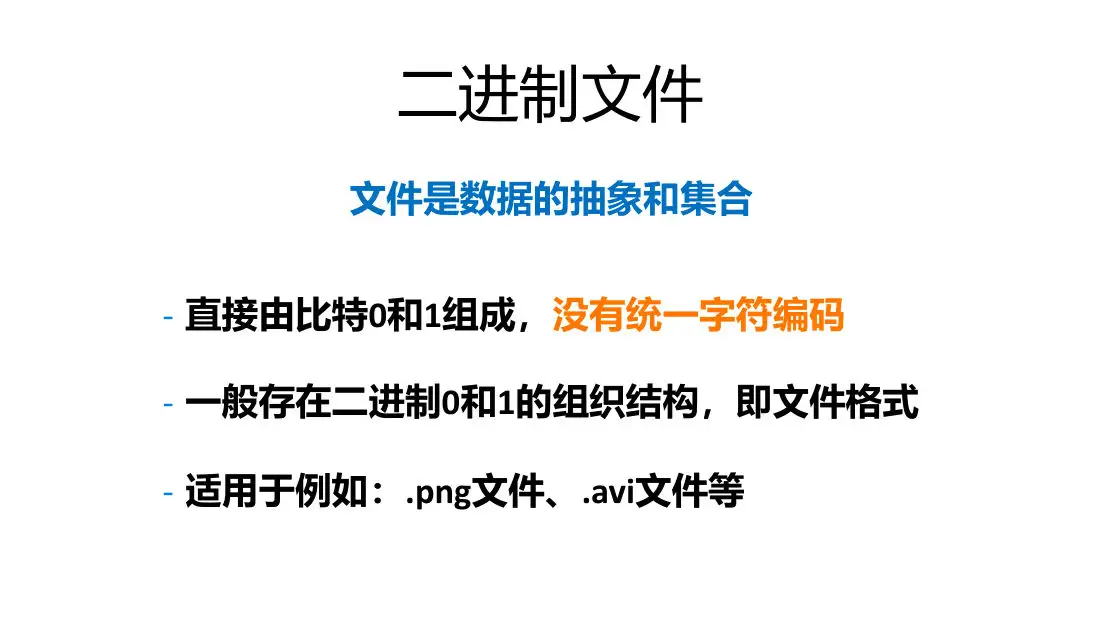 二进制文件
文件是数据的抽象和集合
- 直接由比特0和1组成，没有统一字符编码
- 一般存在二进制0和1的组织结构，即文件格式
- 适用于例如：.png文件、.avi文件等